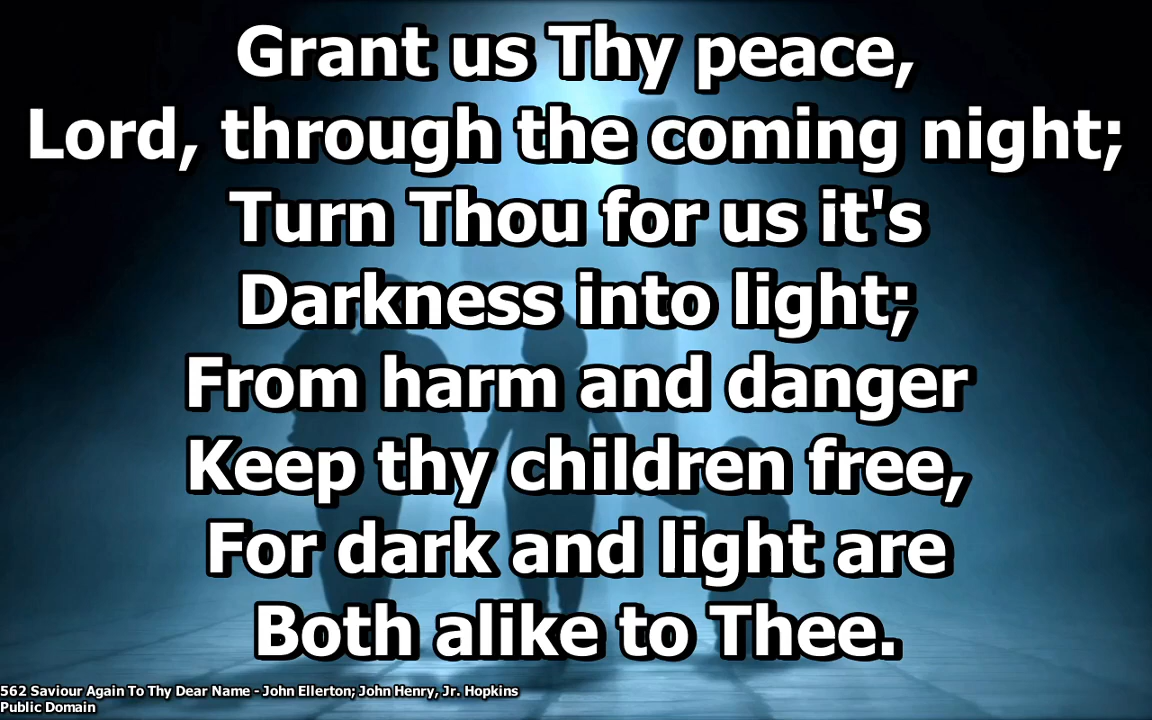 Grant us Thy peace,
Lord, through the coming night;
Turn Thou for us it's
Darkness into light;
From harm and danger
Keep thy children free,
For dark and light are
Both alike to Thee.
562 Saviour Again To Thy Dear Name - John Ellerton; John Henry, Jr. Hopkins
Public Domain